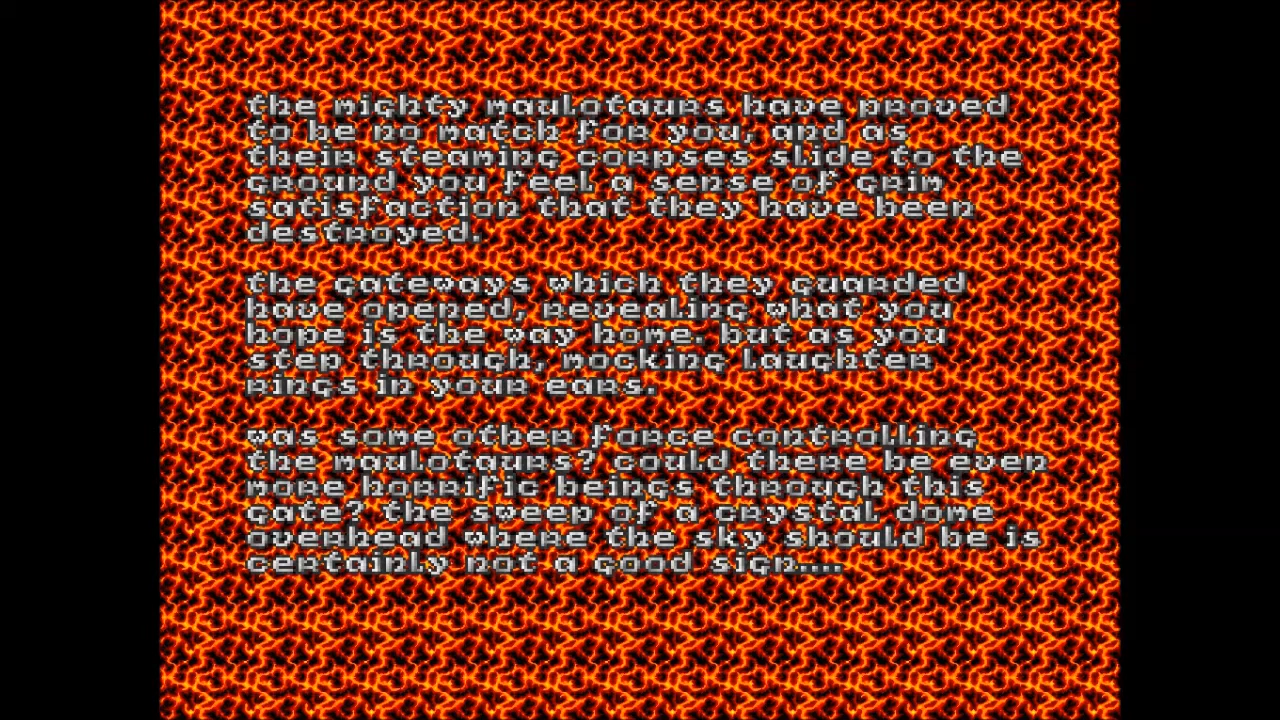 the mighty maulotaurs have proved
to be no match for you, and as
their steaming corpses slide to the
ground you feel a sense of grim
satisfaction that they have been
destroyed.
the gateways which they guarded
have opened, revealing what you
hope is the way home. but as you
step through, mocking laughter
rings in your ears.
was some other force controlling
the maulotaurs? could there be even
more horrific beings through this
gate? the sweep of a crystal dome
overhead where the sky should be is
certainly not a good sign....